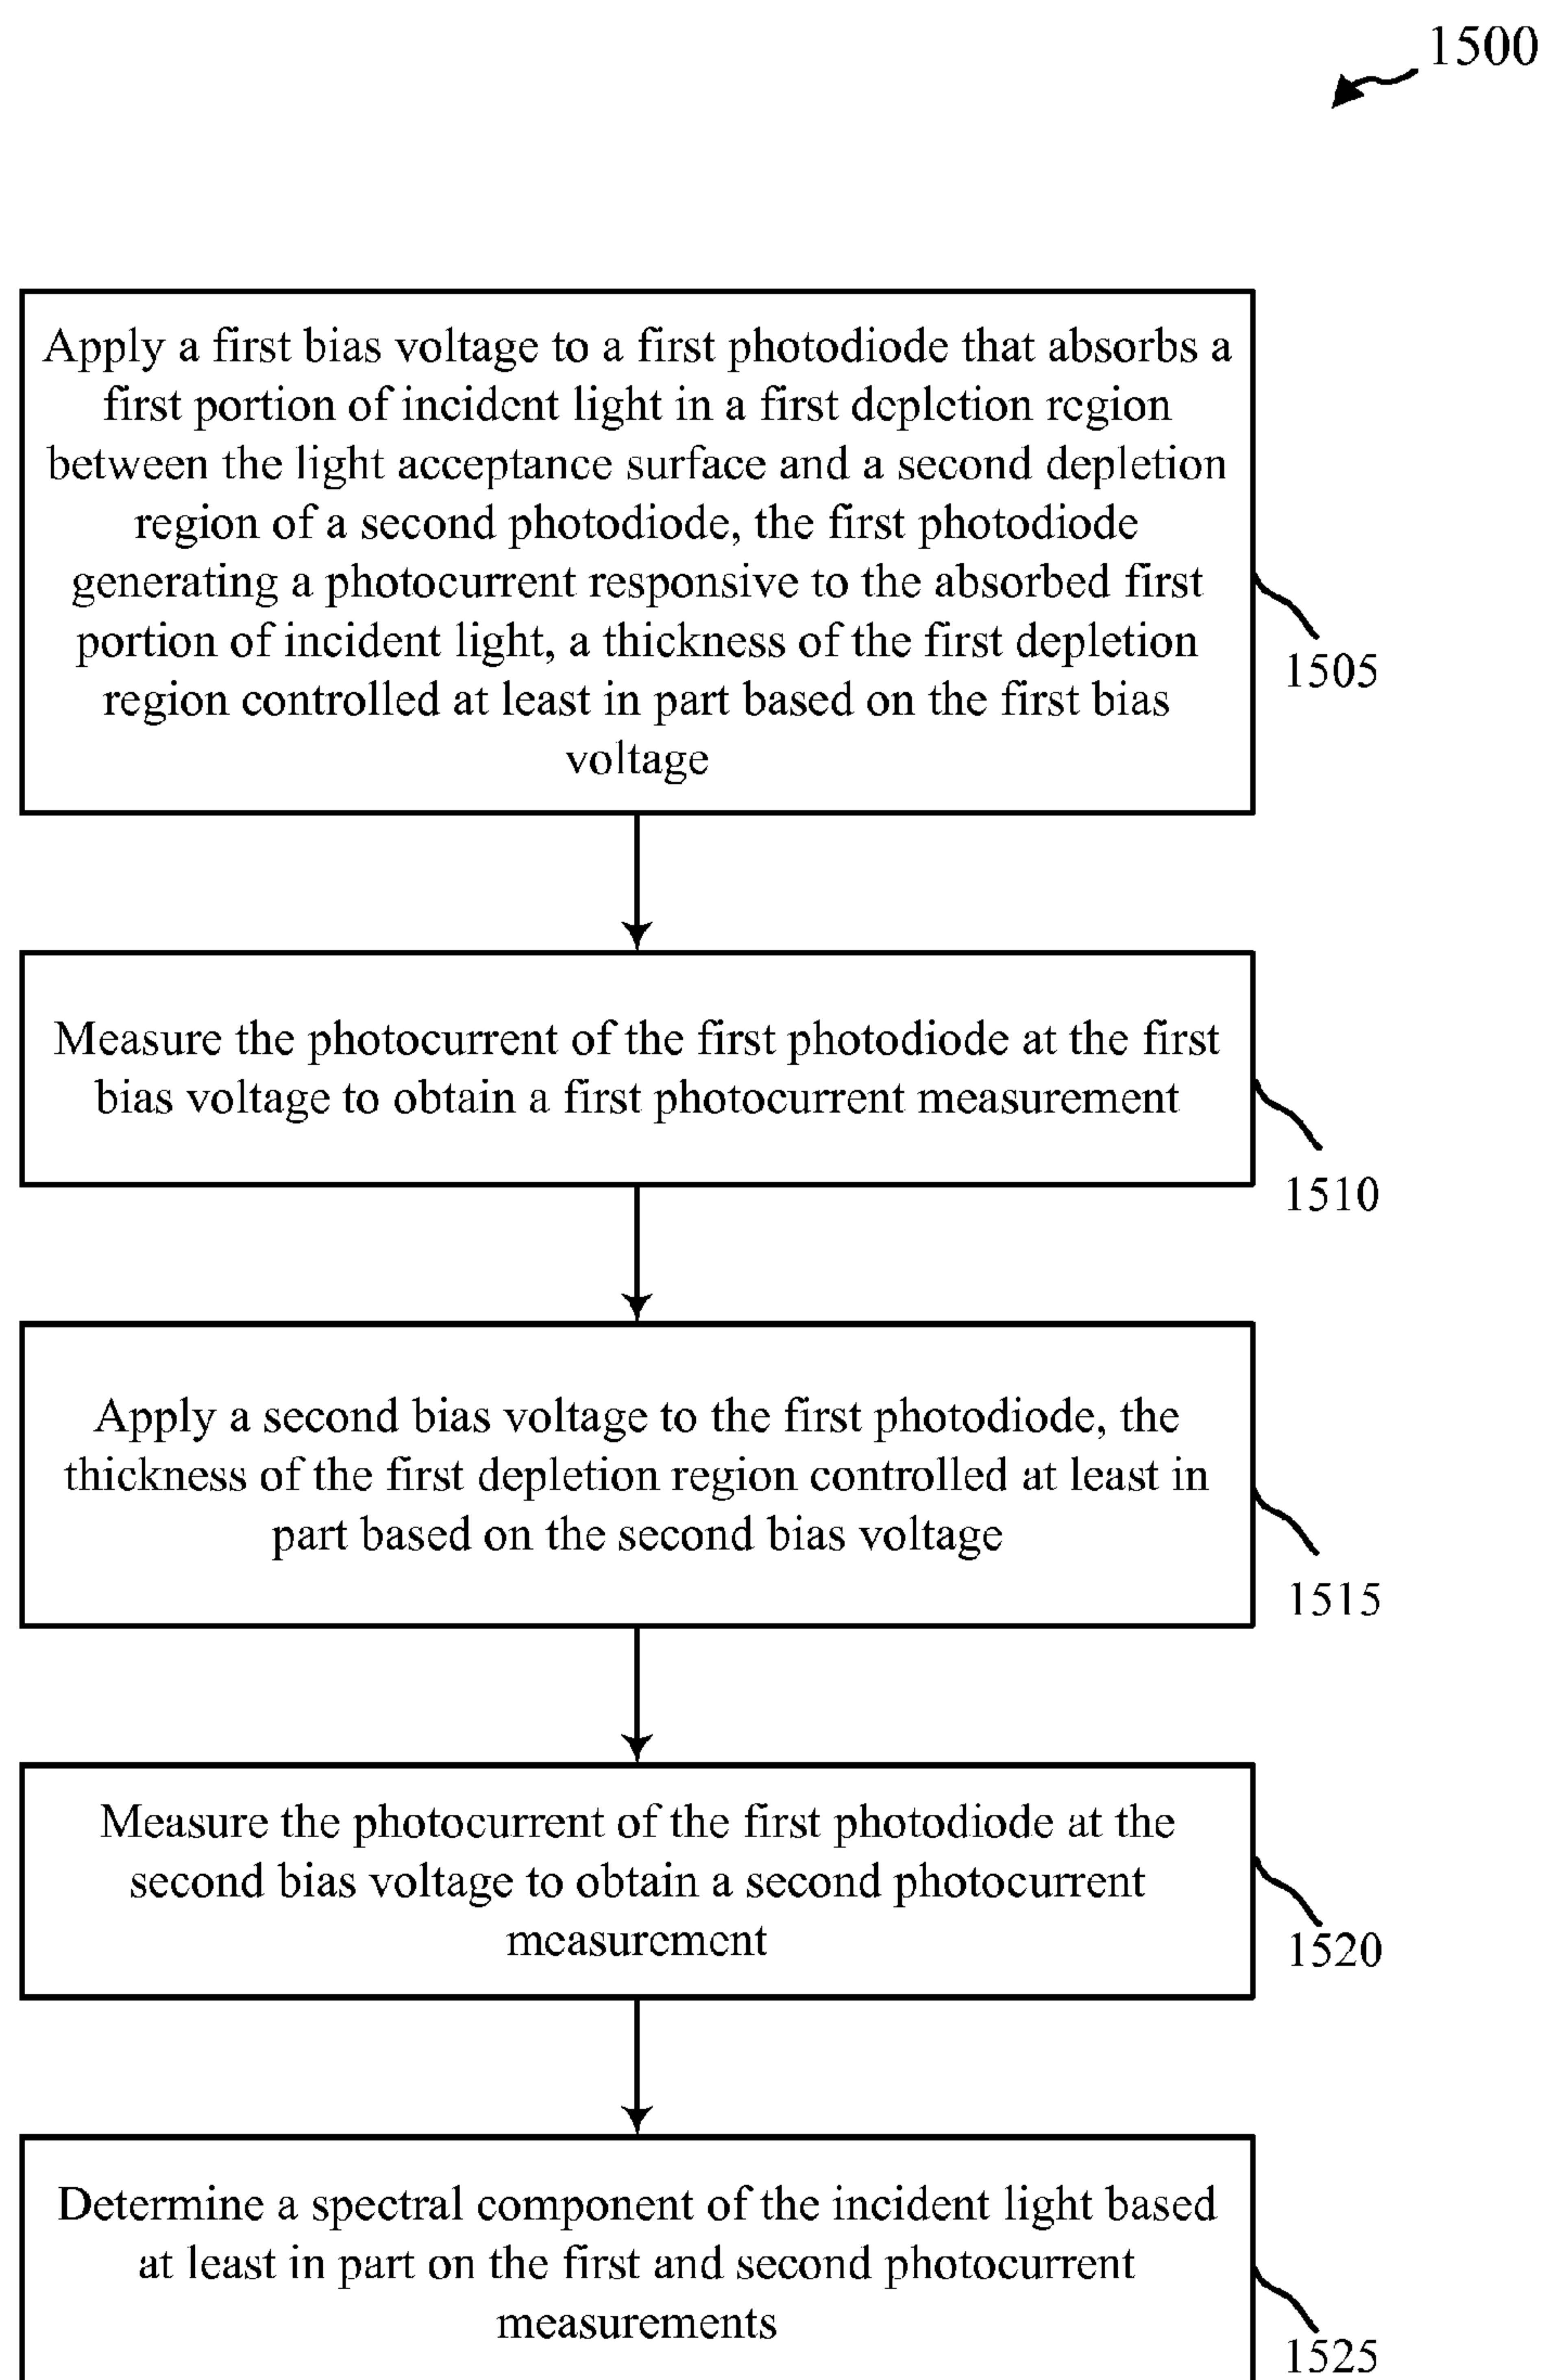 1500
Apply a first bias voltage to a first photodiode that absorbs a
first portion of incident light in a first depletion region
between the light acceptance surface and a second depletion
region of a second photodiode, the first photodiode
generating a photocurrent responsive to the absorbed first
portion of incident light, a thickness of the first depletion
region controlled at least in part based on the first bias
voltage
1505
Measure the photocurrent of the first photodiode at the first
bias voltage to obtain a first photocurrent measurement
1510
Apply a second bias voltage to the first photodiode, the
thickness of the first depletion region controlled at least in
part based on the second bias voltage
1515
Measure the photocurrent of the first photodiode at the
second bias voltage to obtain a second photocurrent
measurement
1520
Determine a spectral component of the incident light based
at least in part on the first and second photocurrent
measurements
1525